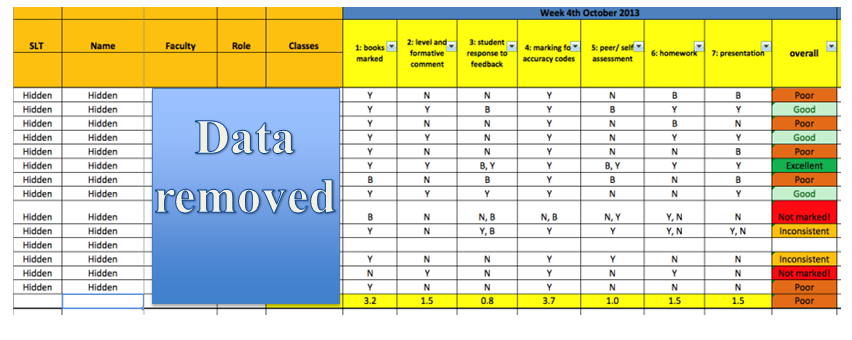 Week 4th October 2013
SLT Name Faculty Role Classes 1: books marked 2: level and formative comment 3: student response to feedback 4: marking fo accuracy codes 5: peer/ self assessment 6: homework 7: presentation overall
Hidden Hidden Y N N Y N B B Poor
Hidden Hidden Y Y B Y B Y Y Good
Hidden Hidden Y N N Y N B N Poor
Hidden Hidden Y Y N Y N Y Y Good
Hidden Hidden Y N N Y N N B Poor
Hidden Hidden Y Y B, Y Y B, Y Y Y Excellent
Hidden Hidden B N B Y B N B Poor
Hidden Hidden Y Y Y Y N N Y Good
Hidden Hidden B N N, B N, B N, Y Y, N N Not marked!
Hidden Hidden Y N Y,B Y Y Y, N Y, N Inconsistent
Hidden Hidden
Hidden Hidden Y N N Y Y N N Inconsistent
Hidden Hidden N Y N Y N Y N Not marked!
Hidden Hidden Y N N Y N N N Poor
3.2 1.5 0.8 3.7 1.0 1.5 1.5 Poor
Data
removed